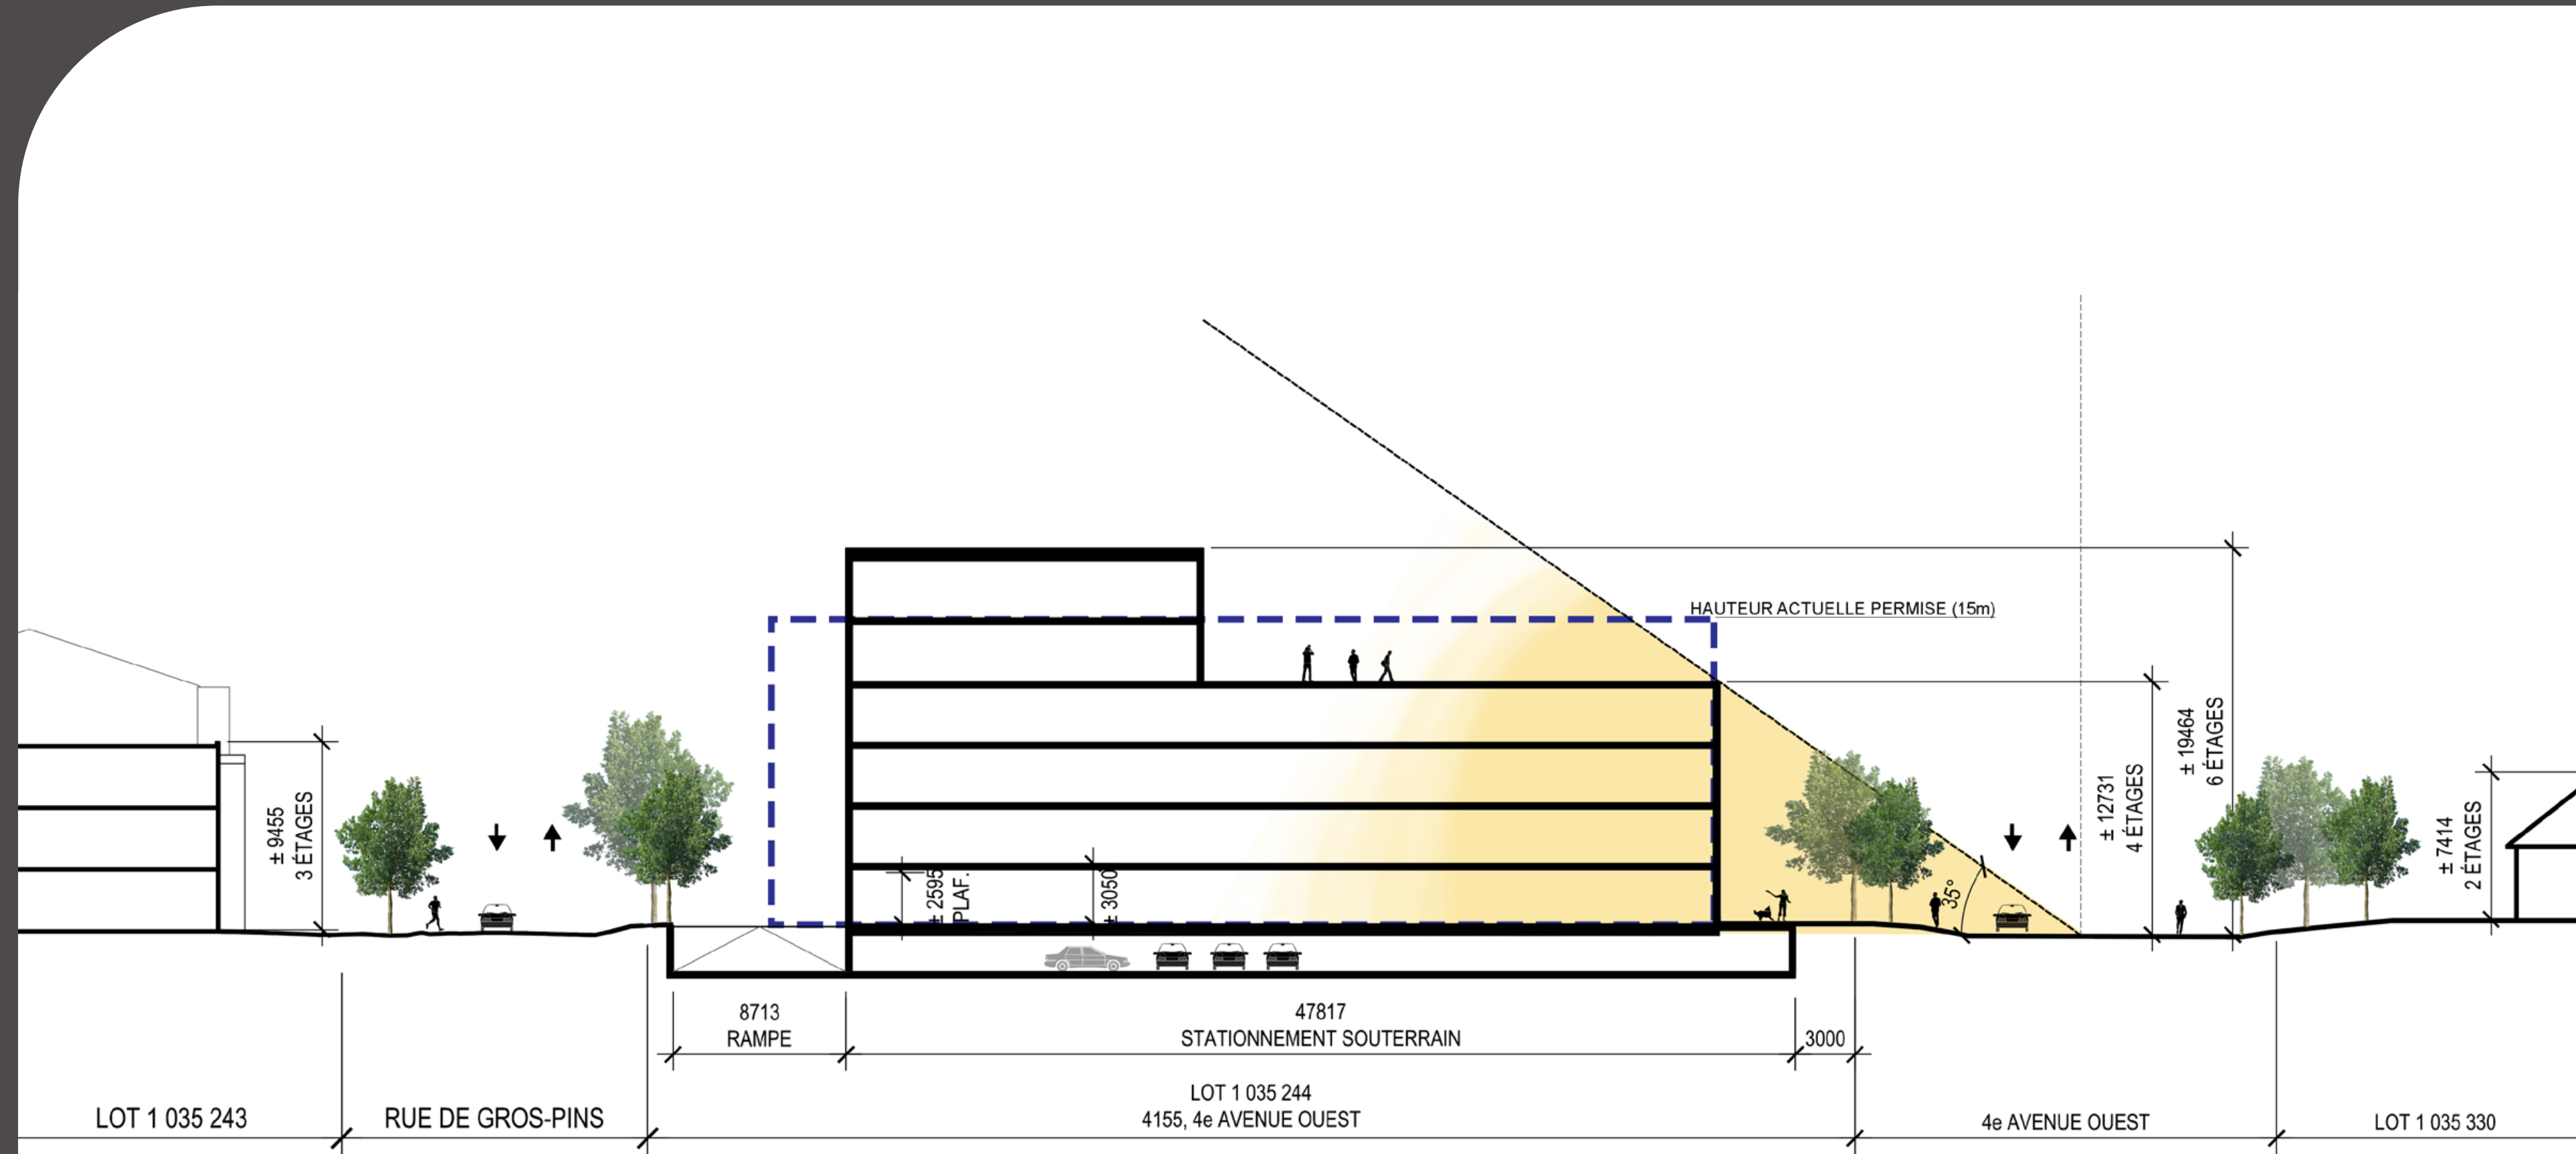 HAUTEUR ACTUELLE PERMISE (15m)
± 9455
3 ÉTAGES
± 2595
PLAF.
± 3050
35°
± 12731
4 ÉTAGES
± 19464
6 ÉTAGES
± 7414
2 ÉTAGES
8713
RAMPE
47817
STATIONNEMENT SOUTERRAIN
3000
LOT 1 035 244
4155, 4e AVENUE OUEST
LOT 1 035 243
RUE DE GROS-PINS
4e AVENUE OUEST
LOT 1 035 330